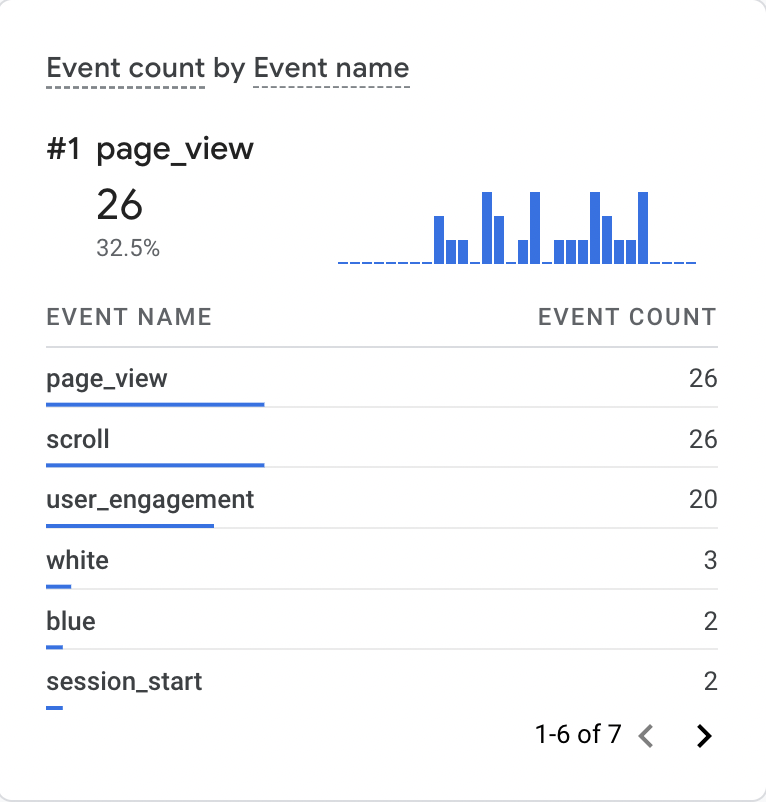 Event count by Event name
#1 page_view
26
32.5%
EVENT NAME EVENT COUNT
page_view 26
scroll 26
user_engagement 20
white 3
blue 2
session_start 2
1-6 of 7